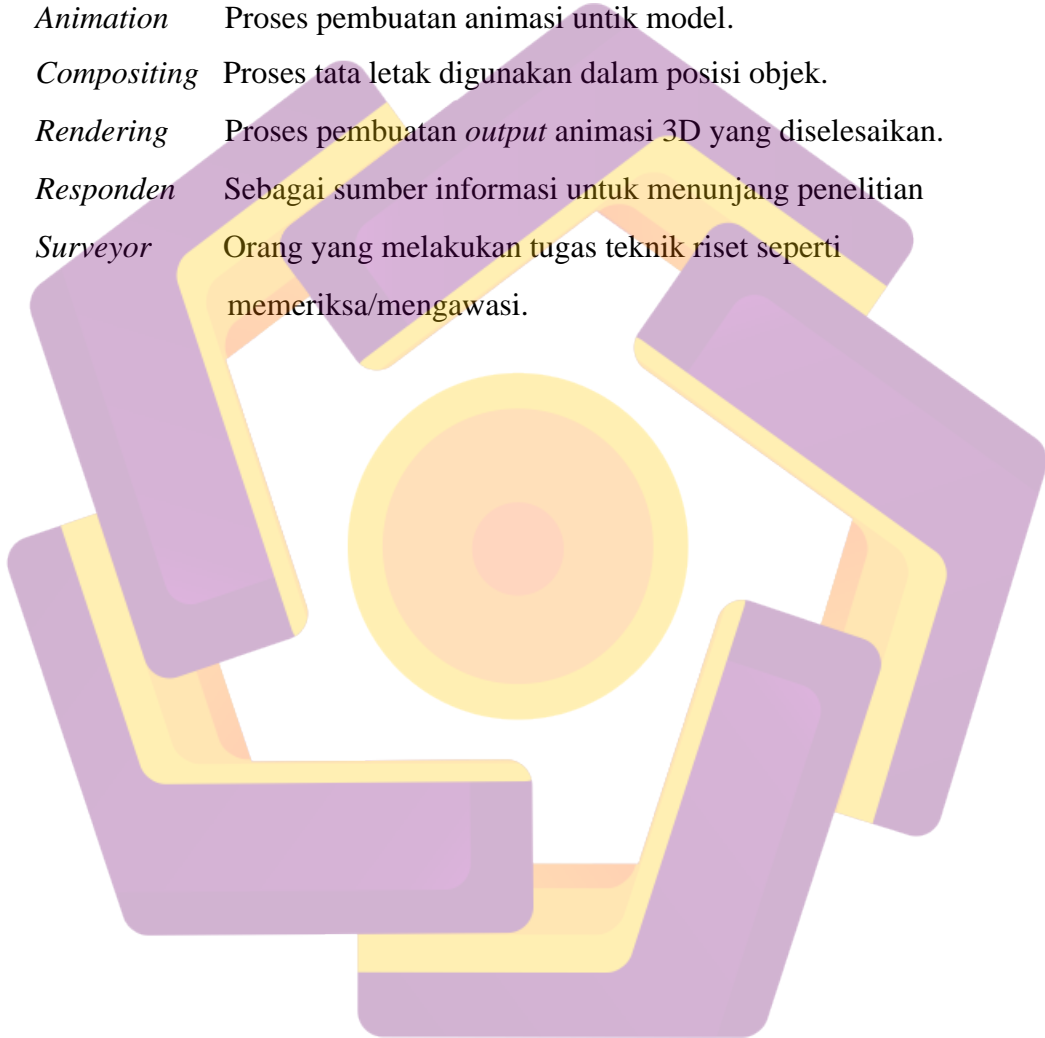 Animation Proses pembuatan animasi untik model.
Compositing Proses tata letak digunakan dalam posisi objek.
Rendering Proses pembuatan output animasi 3D yang diselesaikan.
Responden Sebagai sumber informasi untuk menunjang penelitian
Surveyor Orang yang melakukan tugas teknik riset seperti
memeriksa/mengawasi.